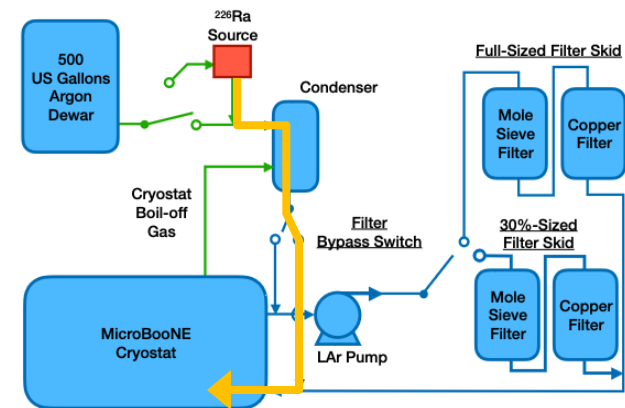 500
US Gallons
Argon
Dewar
²²⁶Ra
Source
Condenser
Cryostat
Boil-off
Gas
MicroBooNE
Cryostat
LAr Pump
Filter
Bypass Switch
Full-Sized Filter Skid
Mole
Sieve
Filter
Copper
Filter
30%-Sized
Filter Skid
Mole
Sieve
Filter
Copper
Filter